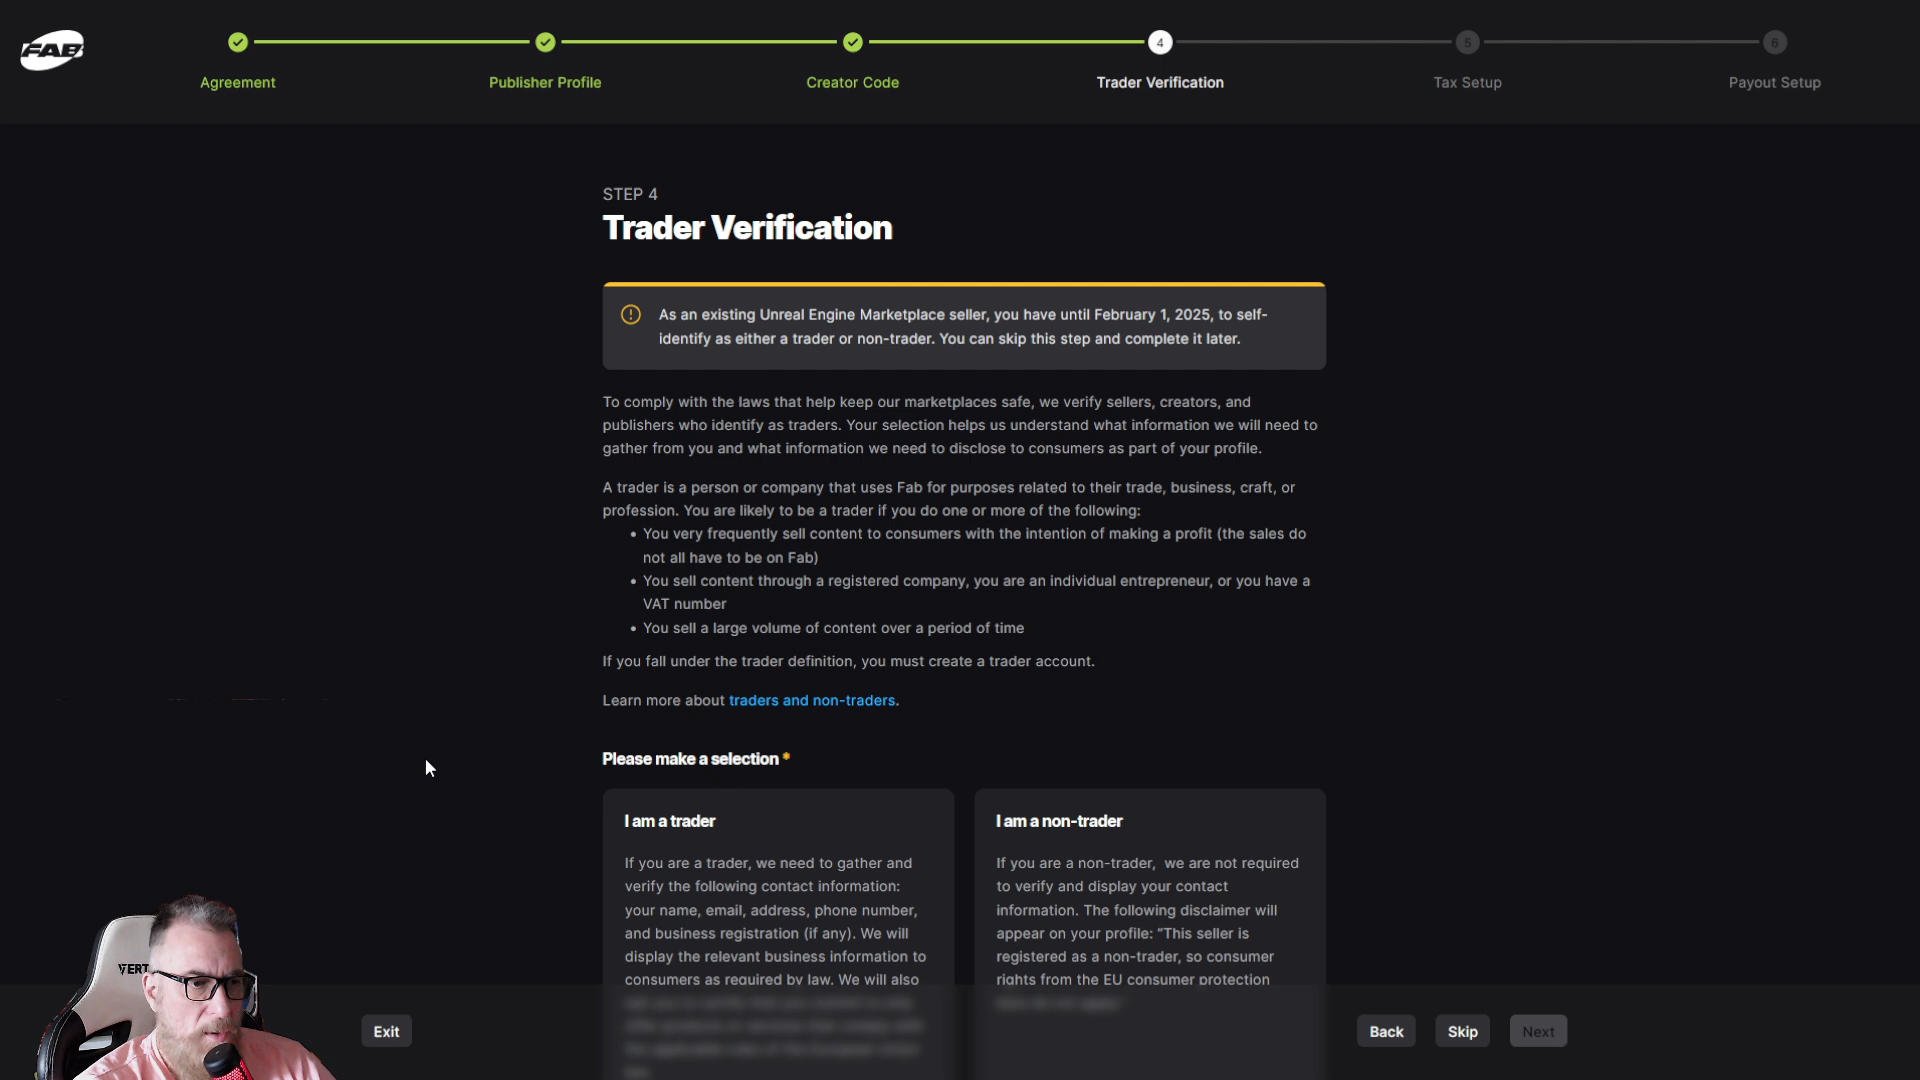 FAB
4
5
6
Agreement
Publisher Profile
Creator Code
Trader Verification
Tax Setup
Payout Setup
STEP 4
Trader Verification
As an existing Unreal Engine Marketplace seller, you have until February 1, 2025, to self-
identify as either a trader or non-trader. You can skip this step and complete it later.
To comply with the laws that help keep our marketplaces safe, we verify sellers, creators, and
publishers who identify as traders. Your selection helps us understand what information we will need to
gather from you and what information we need to disclose to consumers as part of your profile.
A trader is a person or company that uses Fab for purposes related to their trade, business, craft, or
profession. You are likely to be a trader if you do one or more of the following:
• You very frequently sell content to consumers with the intention of making a profit (the sales do
not all have to be on Fab)
• You sell content through a registered company, you are an individual entrepreneur, or you have a
VAT number
• You sell a large volume of content over a period of time
If you fall under the trader definition, you must create a trader account.
Learn more about traders and non-traders.
Please make a selection *
I am a trader
If you are a trader, we need to gather and
verify the following contact information:
your name, email, address, phone number,
and business registration (if any). We will
display the relevant business information to
consumers as required by law. We will also
I am a non-trader
If you are a non-trader, we are not required
to verify and display your contact
information. The following disclaimer will
appear on your profile: "This seller is
registered as a non-trader, so consumer
rights from the EU consumer protection
VERT
Exit
Back
Skip
Next